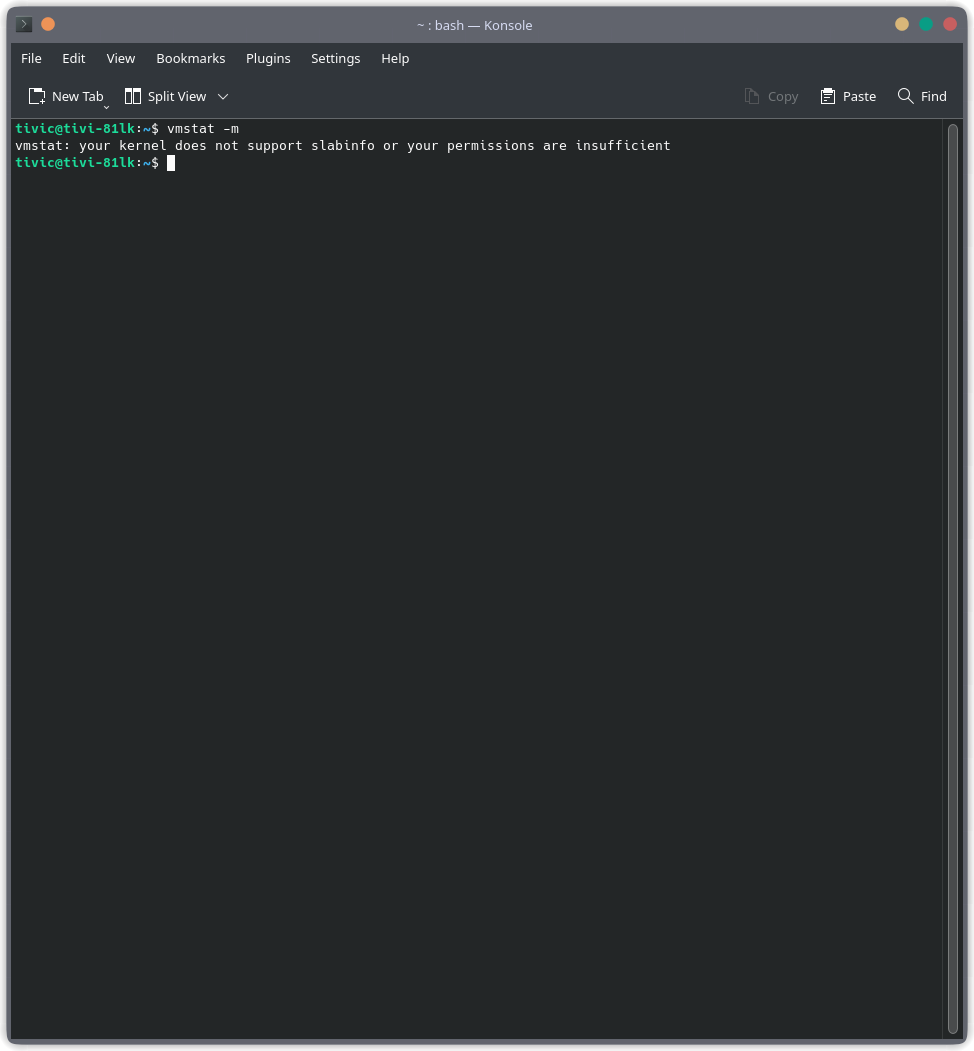 ~ : bash — Konsole
File Edit View Bookmarks Plugins Settings Help
New Tab Split View Copy Paste Find
tivic@tivi-81lk:~$ vmstat -m
vmstat: your kernel does not support slabinfo or your permissions are insufficient
tivic@tivi-81lk:~$